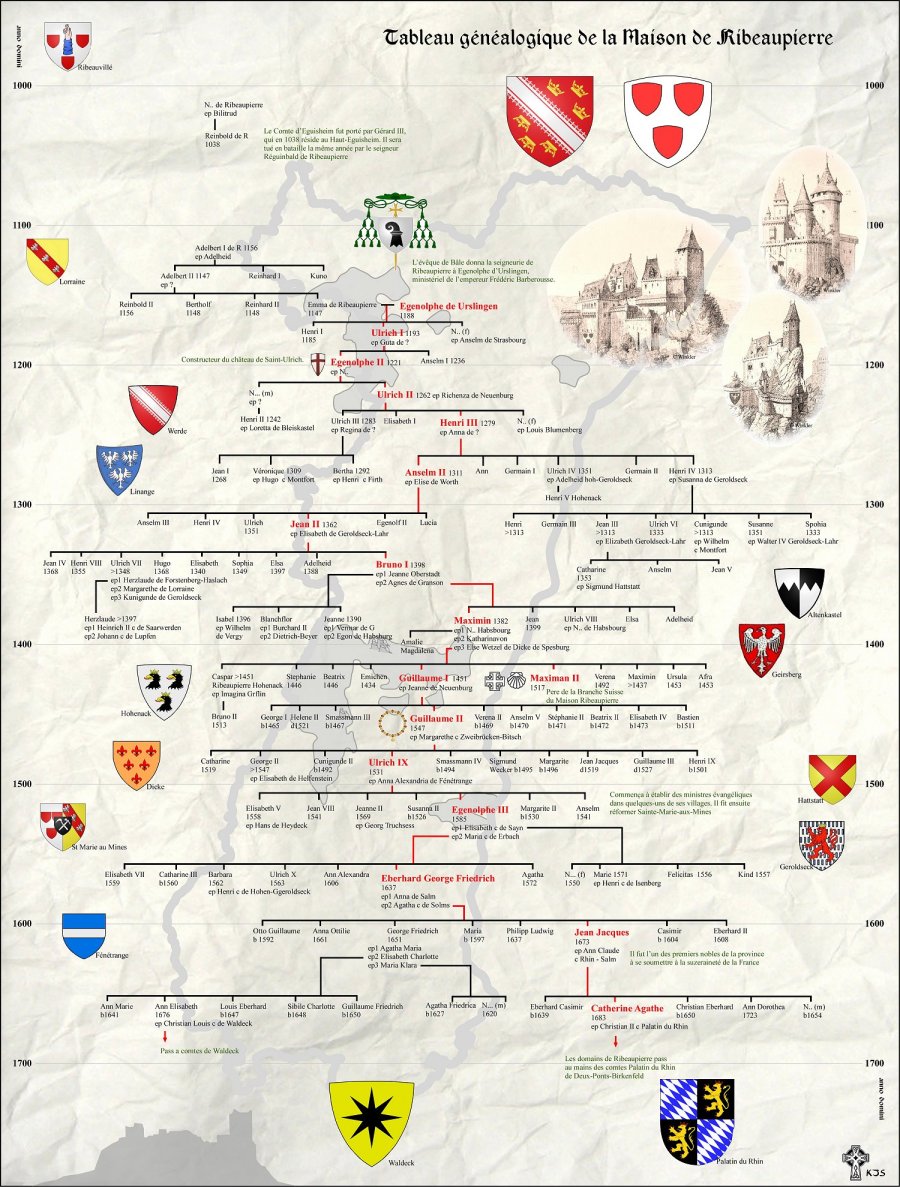 Tableau généalogique de la Maison de Ribeaupierre
anno domini
Ribeauvillé
1000
1000
N.. de Ribeaupierre
ep Bilitrud
Reinbold de R
1038
Le Comte d'Eguisheim fut porté par Gérard III,
qui en 1038 réside au Haut-Eguisheim. Il sera
tué en bataille la même année par le seigneur
Réguinbald de Ribeaupierre
1100
1100
Lorraine
Adelbert I de R 1156
ep Adelheid
Adelbert II 1147
ep ?
Reinhard I
Kuno
L'évêque de Bâle donna la seigneurie de
Ribeaupierre à Egenolphe d'Urslingen,
ministériel de l'empereur Frédéric Barberousse.
Reinbold II
1156
Bertholf
1148
Reinhard II
1148
Emma de Ribeaupierre
1147
Egenolphe de Urslingen
1188
Henri I
1185
Ulrich I 1193
ep Guta de ?
N.. (f)
ep Anselm de Strasbourg
Winkler
© Winkler
Winkler
© Winkler
1200
1200
Constructeur du château de Saint-Ulrich.
Egenolphe II 1221
ep N..
Anselm I 1236
Werde
N... (m)
ep ?
Ulrich II 1262 ep Richenza de Neuenburg
Henri II 1242
ep Loretta de Bleiskastel
Ulrich III 1283
ep Regina de ?
Elisabeth I
Henri III 1279
ep Anna de ?
N.. (f)
ep Louis Blumenberg
Linange
Jean I
1268
Véronique 1309
ep Hugo c Montfort
Bertha 1292
ep Henri c Firth
Anselm II 1311
ep Elise de Worth
Ann
Germain I
Ulrich IV 1351
ep Adelheid hoh-Geroldseck
Henri V Hohenack
Germain II
Henri IV 1313
ep Susanna de Geroldseck
1300
1300
Anselm III
Henri IV
Ulrich
1351
Jean II 1362
ep Elisabeth de Geroldseck-Lahr
Egenolf II
Lucia
Henri
>1313
Germain III
Jean III
>1313
ep Elizabeth Geroldseck-Lahr
Ulrich VI
1333
Cunigunde
>1313
ep Wilhelm
c Montfort
Susanne
1351
ep Walter IV Geroldseck-Lahr
Spohia
1333
Catharine
1353
ep Sigmund Hattstatt
Anselm
Jean V
Jean IV
1368
Henri VIII
1355
Ulrich VII
>1348
ep1 Herzlaude de Forstenberg-Haslach
ep2 Margarethe de Lorraine
ep3 Kunigunde de Geroldseck
Hugo
1368
Elisabeth
1340
Sophia
1349
Elsa
1397
Adelheid
1388
Bruno I 1398
ep1 Jeanne Oberstadt
ep2 Agnes de Granson
Altenkastel
Herzlaude >1397
ep1 Heinrich II c de Saarwerden
ep2 Johann c de Lupfen
Isabel 1396
ep Wilhelm
de Vergy
Blanchflor
ep1 Burchard II
ep2 Dietrich-Beyer
Jeanne 1390
ep1 Vernue de G
ep2 Egon de Habsburg
Maximin 1382
ep1 N.. Habsbourg
ep2 Katharinavon
ep3 Else Wetzel de Dicke de Spesburg
Jean
1399
Ulrich VIII
ep N.. de Habsbourg
Elsa
Adelheid
1400
1400
Amalie
Magdalena
Geirsberg
Hohenack
Caspar >1451
Ribeaupierre Hohenack
ep Imagina Grflin
Stephanie
1446
Beatrix
1446
Emichen
1434
Guillaume I 1451
ep Jeanne de Neuenburg
Maximan II
1517
Pere de la Branche Suisse
du Maison Ribeaupierre
Verena
1492
Maximin
>1437
Ursula
1453
Afra
1453
Bruno II
1513
George I
b1465
Helene II
d1521
Smassmann III
b1467
Guillaume II
1547
ep Margarethe c Zweibrücken-Bitsch
Verena II
b1469
Anselm V
b1470
Stéphanie II
b1471
Beatrix II
b1472
Elisabeth IV
b1473
Bastien
b1511
Dicke
Catharine
1519
George II
>1547
ep Elisabeth de Helfenstein
Cunigunde II
b1492
Ulrich IX
1531
ep Anna Alexandria de Fénétrange
Smassmann IV
b1494
Sigmund
Wecker b1495
Margarite
b1496
Jean Jacques
d1519
Guillaume III
d1527
Henri IX
b1501
Hattstatt
1500
1500
Elisabeth V
1558
ep Hans de Heydeck
Jean VIII
1541
Jeanne II
1569
ep Georg Truchsess
Susanna II
b1526
Egenolphe III
1585
ep1 Elisabeth c de Sayn
ep2 Maria c de Erbach
Margarite II
b1530
Anselm
1541
Commença à établir des ministres évangéliques
dans quelques-uns de ses villages. Il fit ensuite
réformer Sainte-Marie-aux-Mines
St Marie au Mines
Geroldseck
Elisabeth VII
1559
Catharine III
b1560
Barbara
1562
ep Henri c de Hohen-Ggeroldseck
Ulrich X
1563
Ann Alexandra
1606
Eberhard George Friedrich
1637
ep1 Anna de Salm
ep2 Agatha c de Solms
Agatha
1572
N... (f)
1550
Marie 1571
ep Henri c de Isenberg
Felicitas 1556
Kind 1557
1600
1600
Fénétrange
Otto Guillaume
b 1592
Anna Ottilie
1661
George Friedrich
1651
ep1 Agatha Maria
ep2 Elisabeth Charlotte
ep3 Maria Klara
Maria
b 1597
Philipp Ludwig
1637
Jean Jacques
1673
ep Ann Claude
c Rhin - Salm
Casimir
b 1604
Eberhard II
1608
Il fut l'un des premiers nobles de la province
à se soumettre à la suzeraineté de la France
Ann Marie
b1641
Ann Elisabeth
1676
ep Christian Louis c de Waldeck
Louis Eberhard
b1647
Sibile Charlotte
b1648
Guillaume Friedrich
b1650
Agatha Friedrica
b1627
N... (m)
1620
Eberhard Casimir
b1639
Catherine Agathe
1683
ep Christian II c Palatin du Rhin
Christian Eberhard
b1650
Ann Dorothea
1723
N.. (m)
b1654
Pass a comtes de Waldeck
Les domains de Ribeaupierre pass
au mains des comtes Palatin du Rhin
de Deux-Ponts-Birkenfeld
1700
1700
anno domini
Waldeck
Palatin du Rhin
KJS